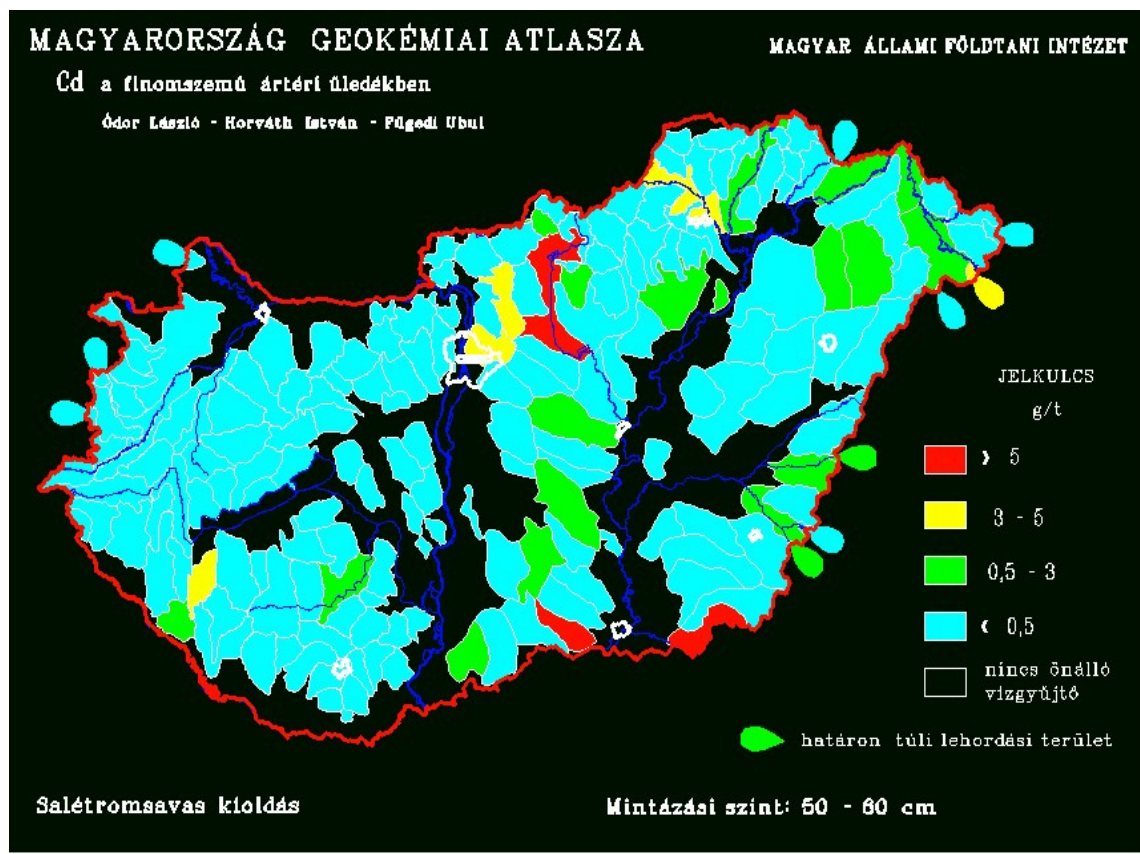 MAGYARORSZÁG GEOKÉMIAI ATLASZA
MAGYAR ÁLLAMI FÖLDTANI INTÉZET
Cd a finomszemű ártéri üledékben
Ódor László - Horváth István - Fügedi Ubul
JELKULCS
g/t
> 5
3 - 5
0,5 - 3
< 0,5
nincs önálló
vízgyűjtő
határon túli lehordási terület
Salétromsavas kioldás
Mintázási szint: 50 - 60 cm